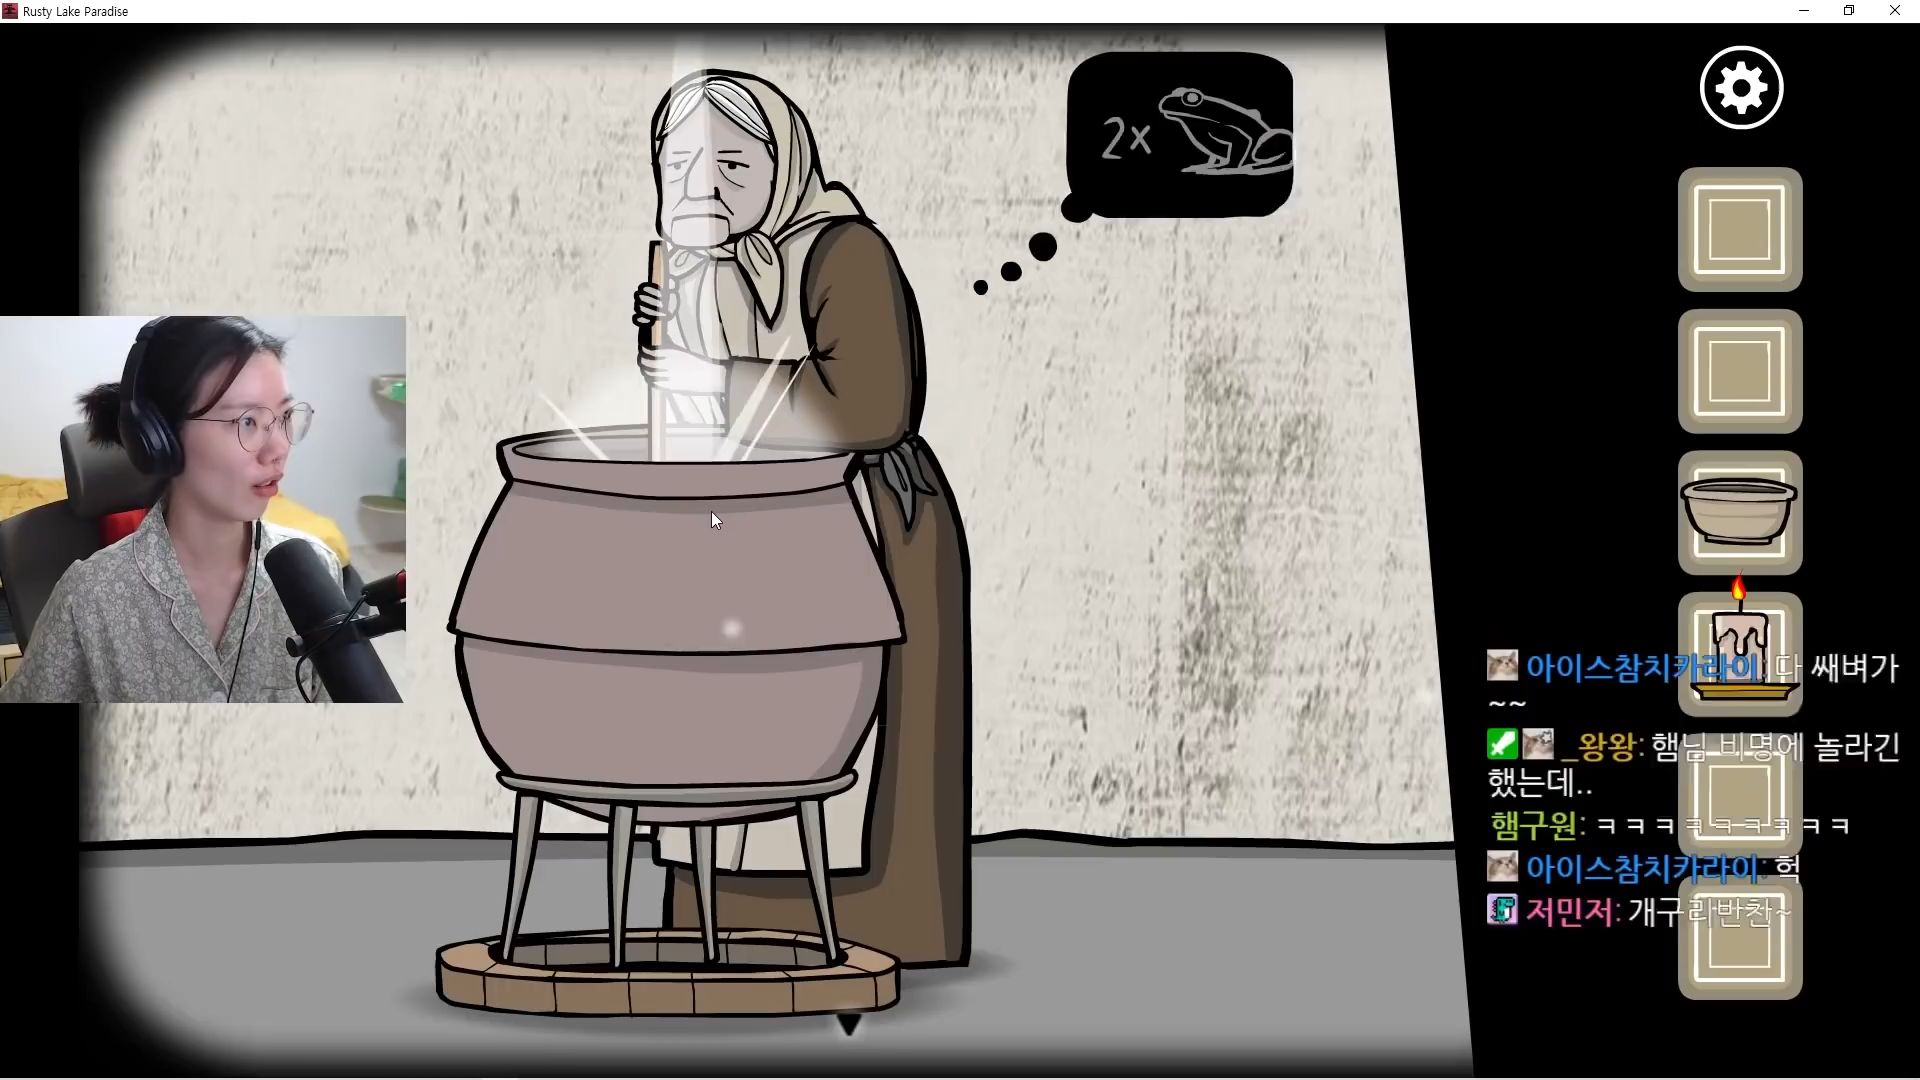 Rusty Lake Paradise
2x
아이스참치카라이: 다 쌔벼가
~~
_왕왕: 햄님 비명에 놀라긴
했는데..
햄구원: ㅋㅋㅋㅋㅋㅋㅋㅋㅋ
아이스참치카라이: 헉
저민저: 개구리반찬~